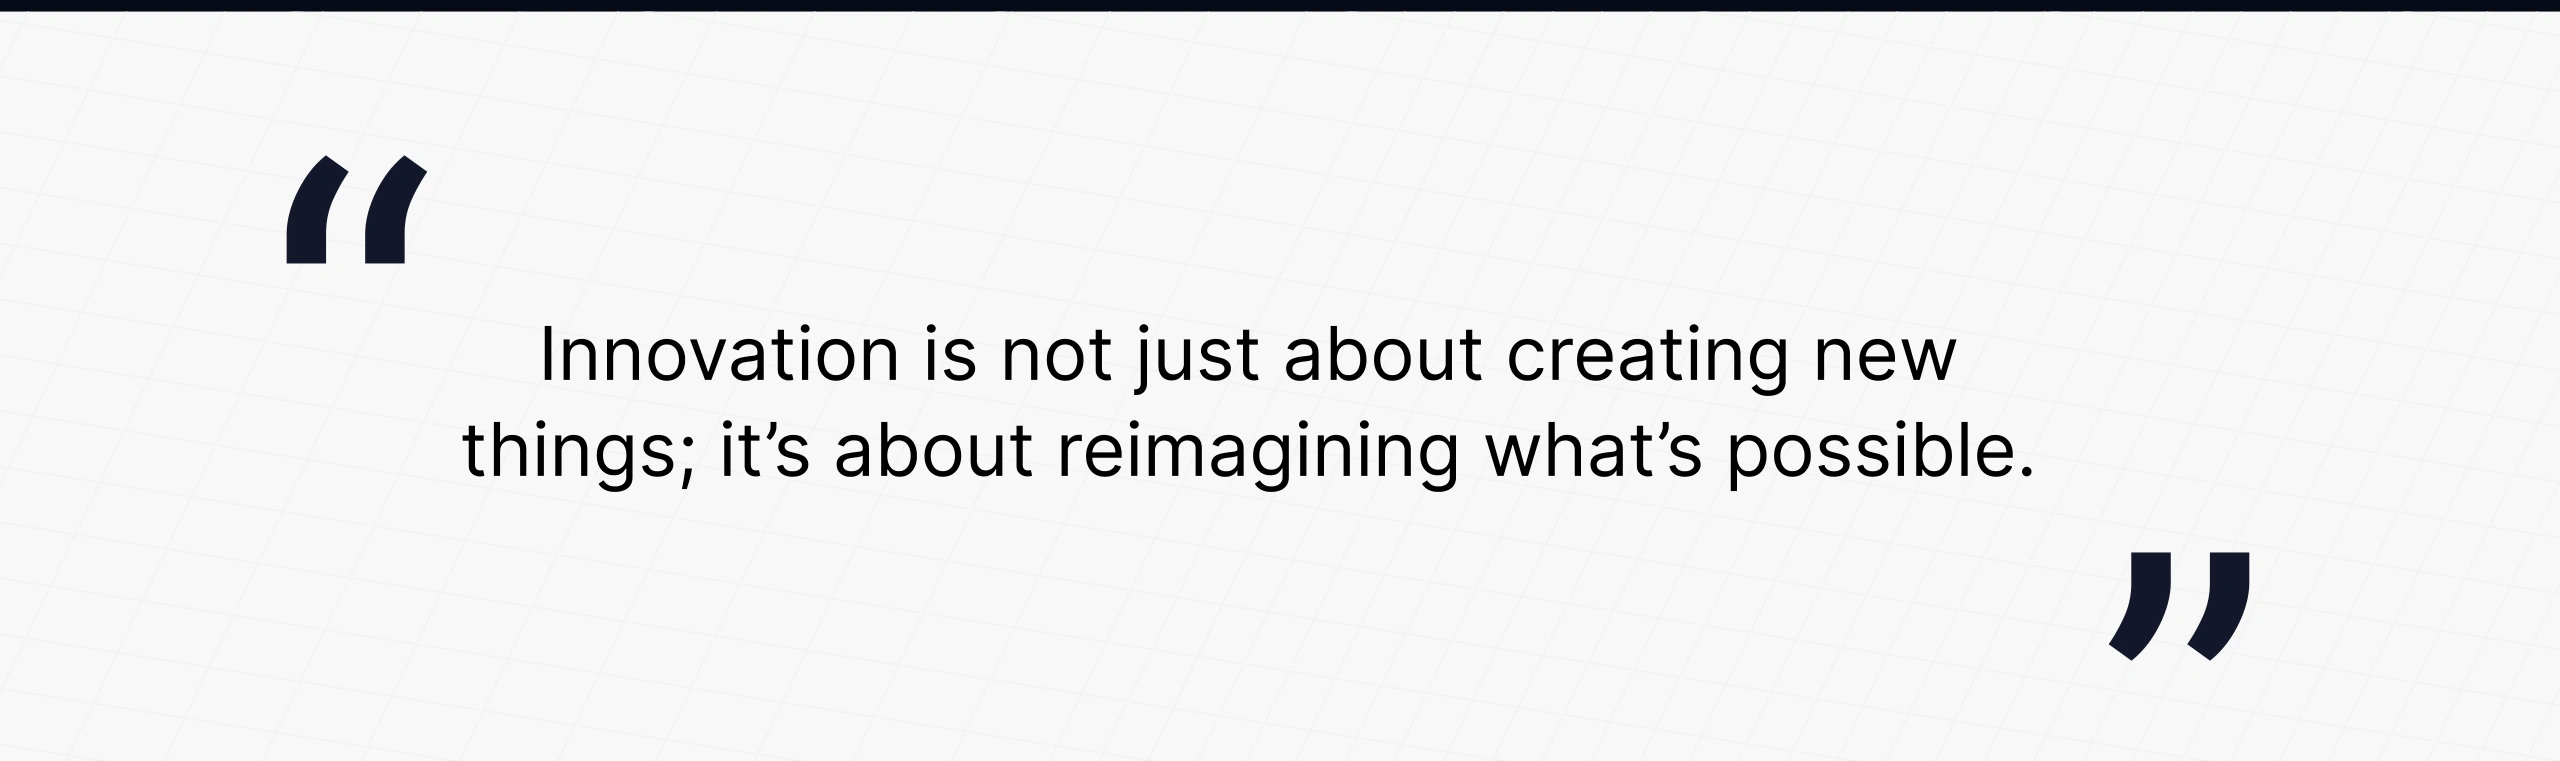 “
Innovation is not just about creating new
things; it’s about reimagining what’s possible.
”